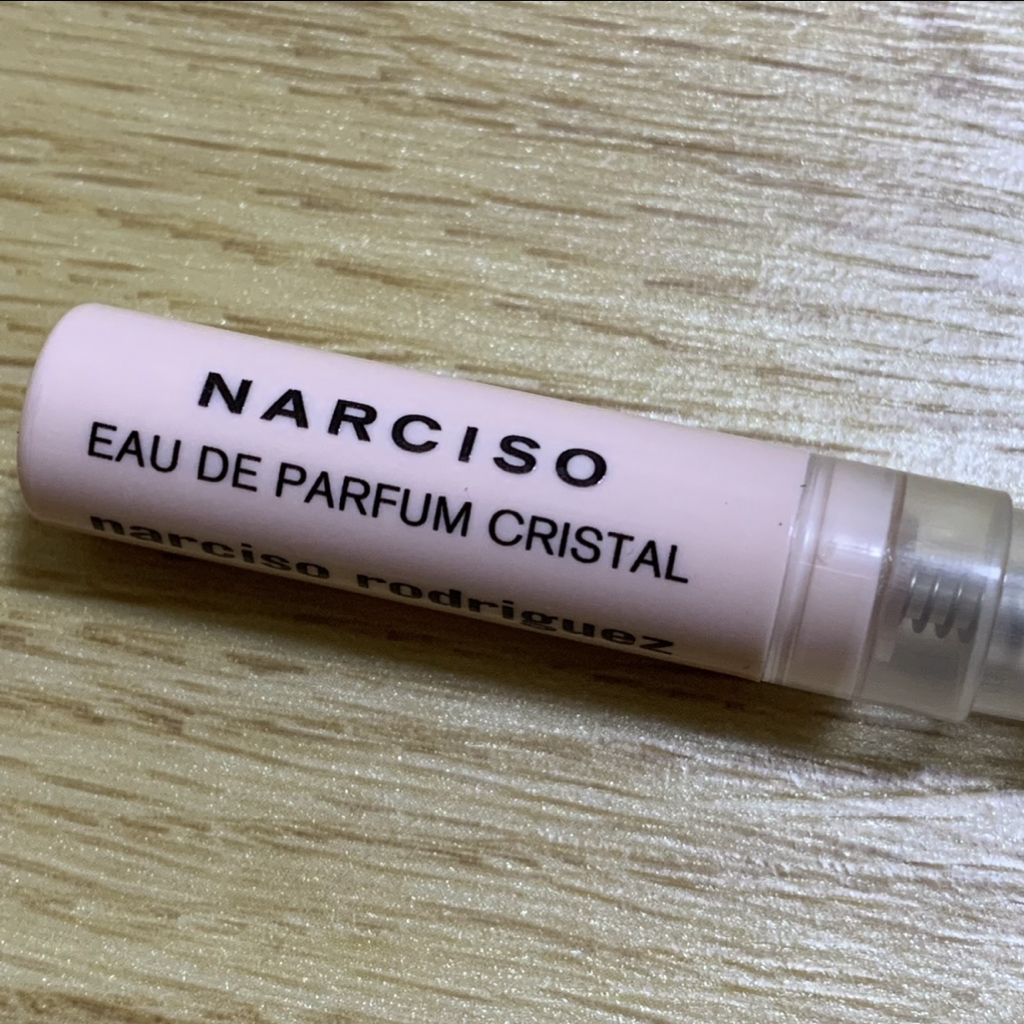 NARCISO
EAU DE PARFUM CRISTAL
narciso rodriguez